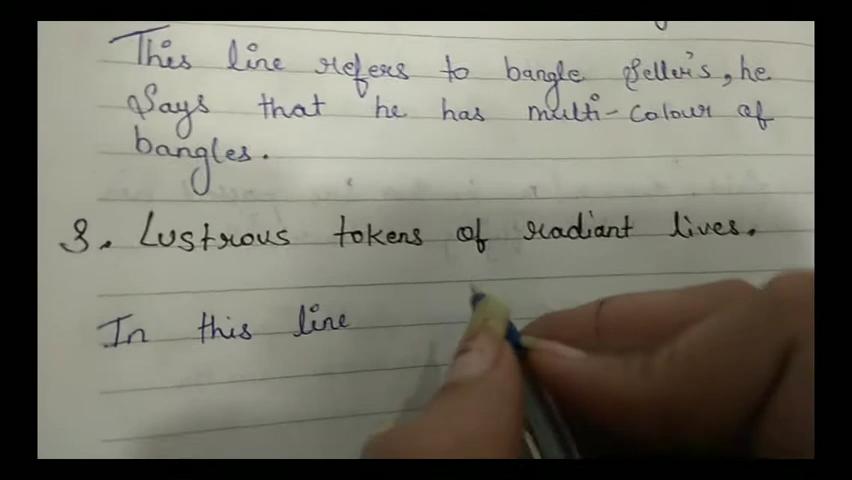 This line refers to bangle seller's, he
says that he has multi-colour of
bangles.
3. Lustrous tokens of radiant lives.
In this line